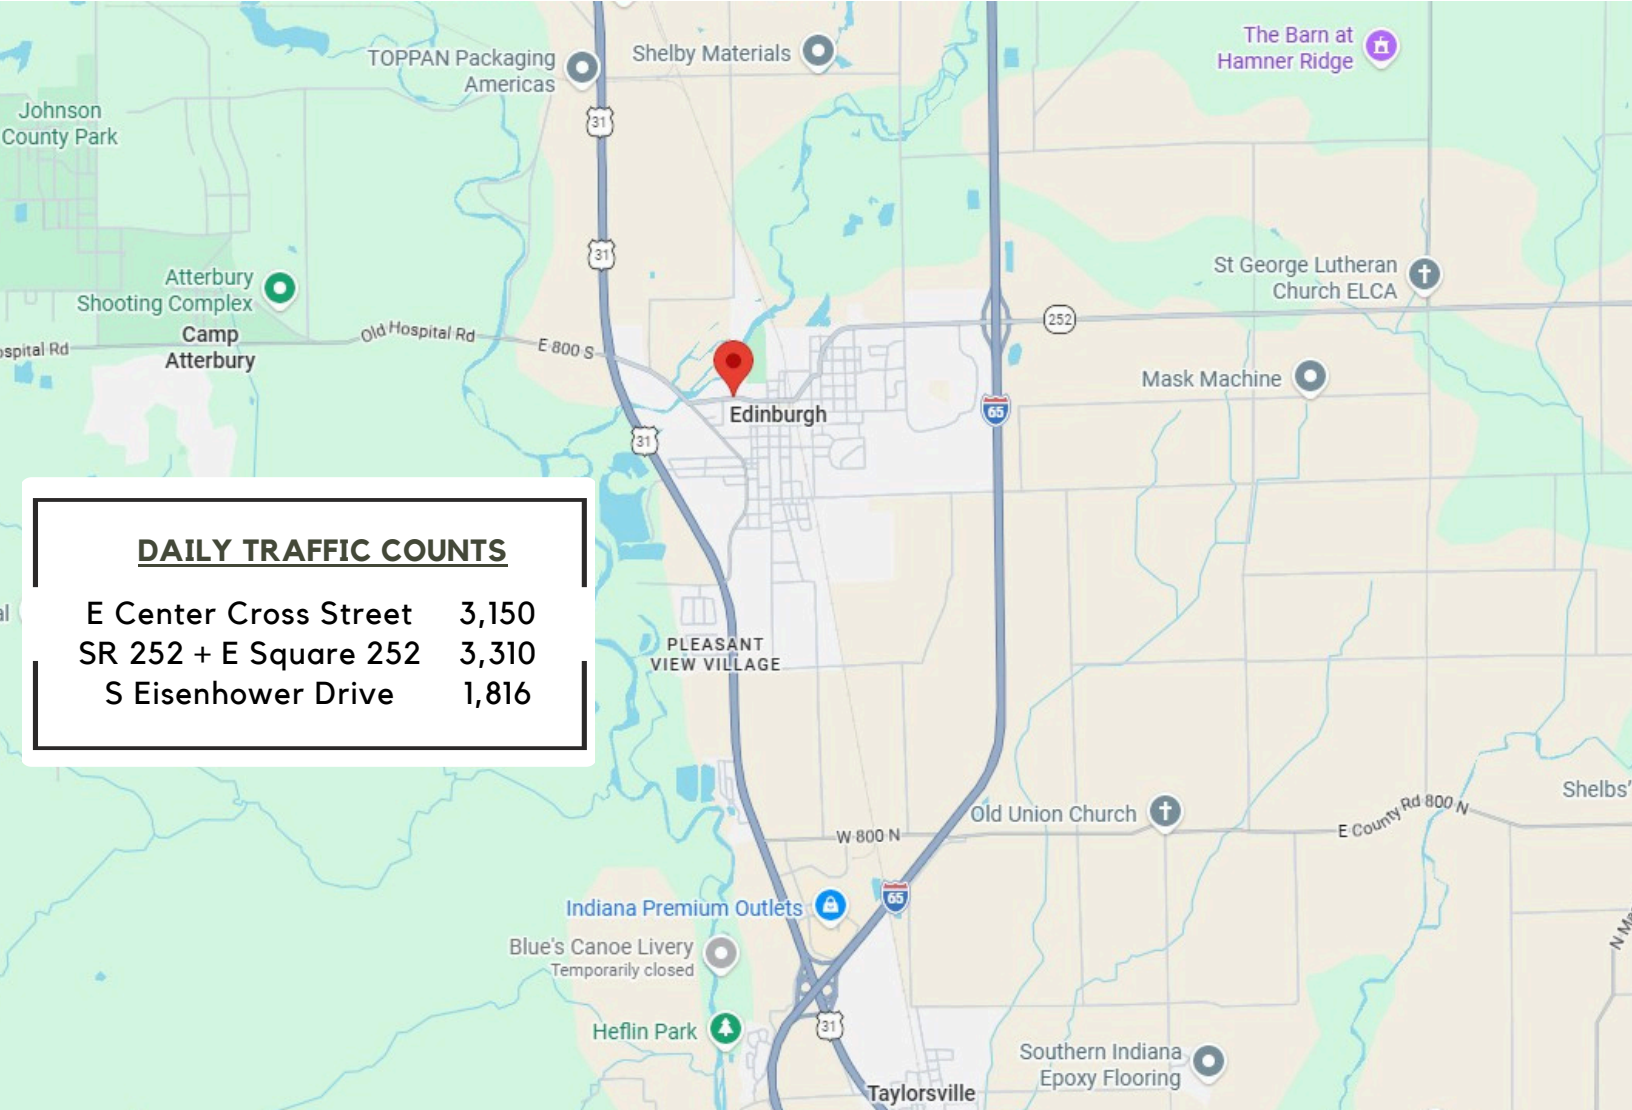 The Barn at
Hamner Ridge
TOPPAN Packaging
Americas
Shelby Materials
31
Johnson
County Park
31
St George Lutheran
Church ELCA
Atterbury
Shooting Complex
Camp
Atterbury
Old Hospital Rd
E 800 S
252
ospital Rd
Mask Machine
Edinburgh
65
31
DAILY TRAFFIC COUNTS
E Center Cross Street 3,150
SR 252 + E Square 252 3,310
S Eisenhower Drive 1,816
al
PLEASANT
VIEW VILLAGE
Shelbs'
Old Union Church
E County Rd 800 N
W 800 N
65
Indiana Premium Outlets
Blue's Canoe Livery
Temporarily closed
N Ma
Heflin Park
31
Southern Indiana
Epoxy Flooring
Taylorsville